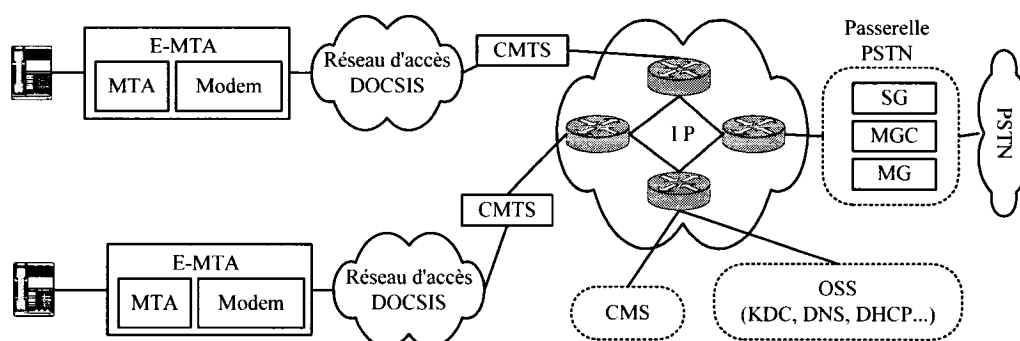 E-MTA
MTA
Modem
Réseau d'accès
DOCSIS
CMTS
Passerelle
PSTN
SG
MGC
MG
PSTN
I P
CMTS
E-MTA
MTA
Modem
Réseau d'accès
DOCSIS
CMS
OSS
(KDC, DNS, DHCP...)